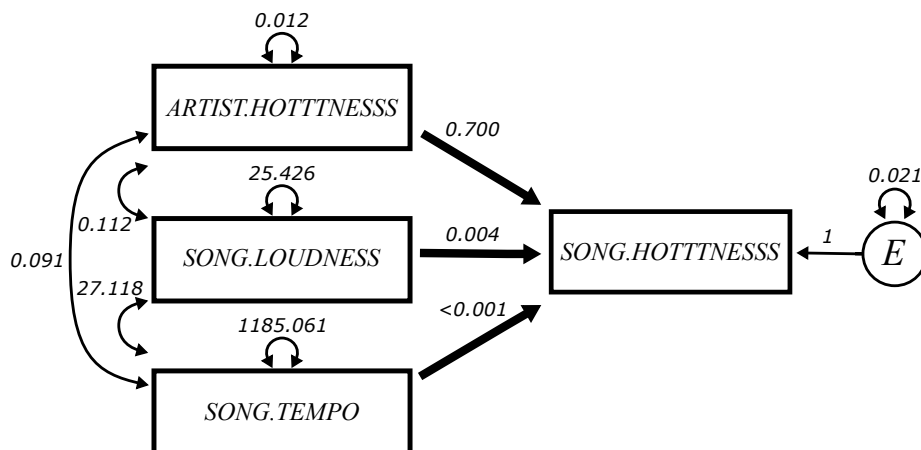 0.012
ARTIST.HOTTTNESSS
0.700
25.426
0.021
0.112
0.091
SONG.LOUDNESS
0.004
SONG.HOTTTNESSS
1
E
27.118
<0.001
1185.061
SONG.TEMPO